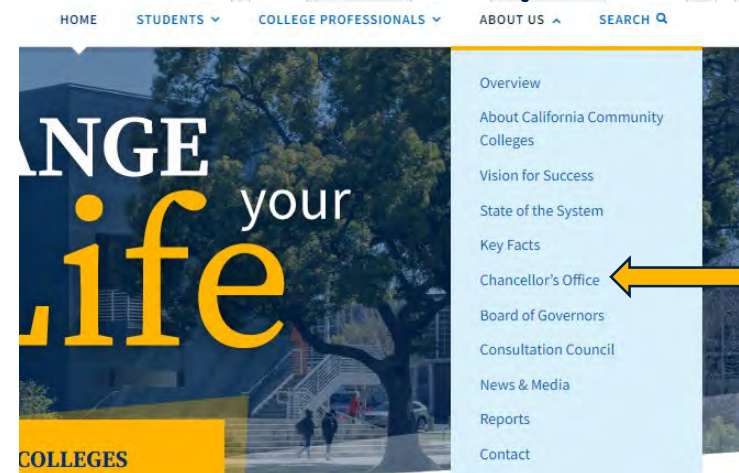 HOME STUDENTS COLLEGE PROFESSIONALS ABOUT US SEARCH
Overview
About California Community
Colleges
Vision for Success
State of the System
Key Facts
Chancellor's Office
Board of Governors
Consultation Council
News & Media
Reports
Contact
ANGE
your
Life
COLLEGES